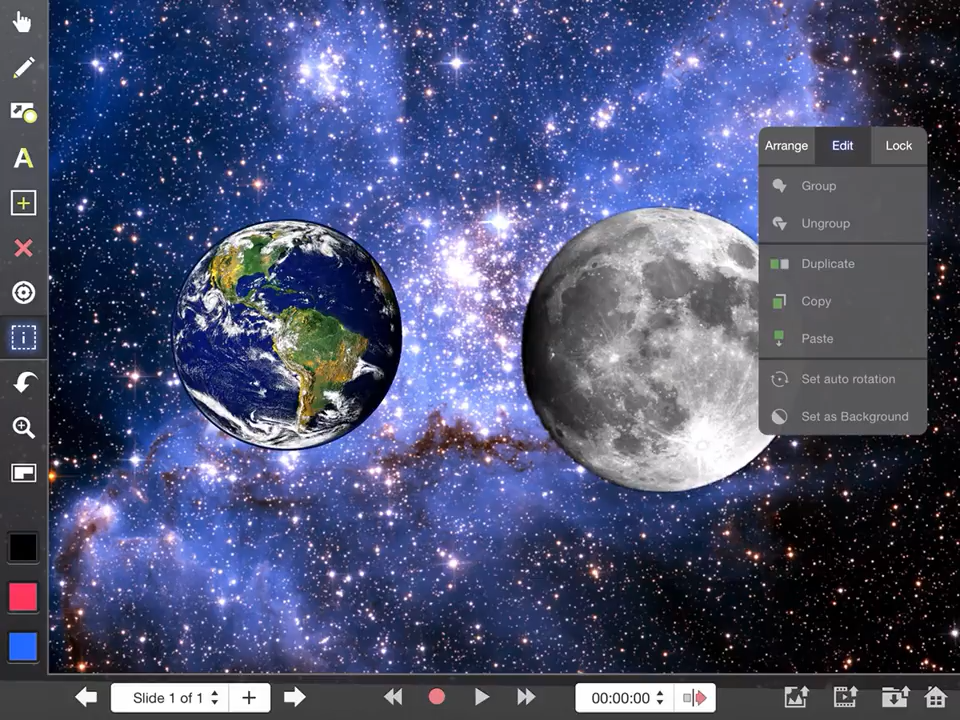 Arrange Edit Lock
Group
Ungroup
Duplicate
Copy
Paste
Set auto rotation
Set as Background
A
i
Slide 1 of 1
00:00:00